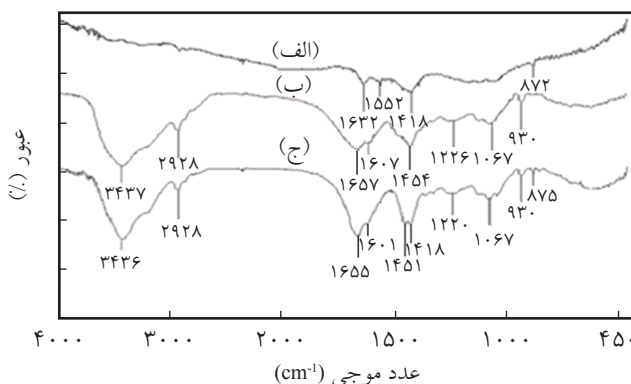 (الف)
۱۶۳۲ ۱۵۵۲ ۱۴۱۸ ۸۷۲
(ب)
۳۴۳۷ ۲۹۲۸ ۱۶۵۷ ۱۶۰۷ ۱۴۵۴ ۱۲۲۶ ۱۰۶۷ ۹۳۰
(ج)
۳۴۳۶ ۲۹۲۸ ۱۶۵۵ ۱۶۰۱ ۱۴۵۱ ۱۴۱۸ ۱۲۲۰ ۱۰۶۷ ۹۳۰ ۸۷۵
عبور (٪)
۴۰۰۰ ۳۰۰۰ ۲۰۰۰ ۱۵۰۰ ۱۰۰۰ ۴۵۰
عدد موجی (cm-1)